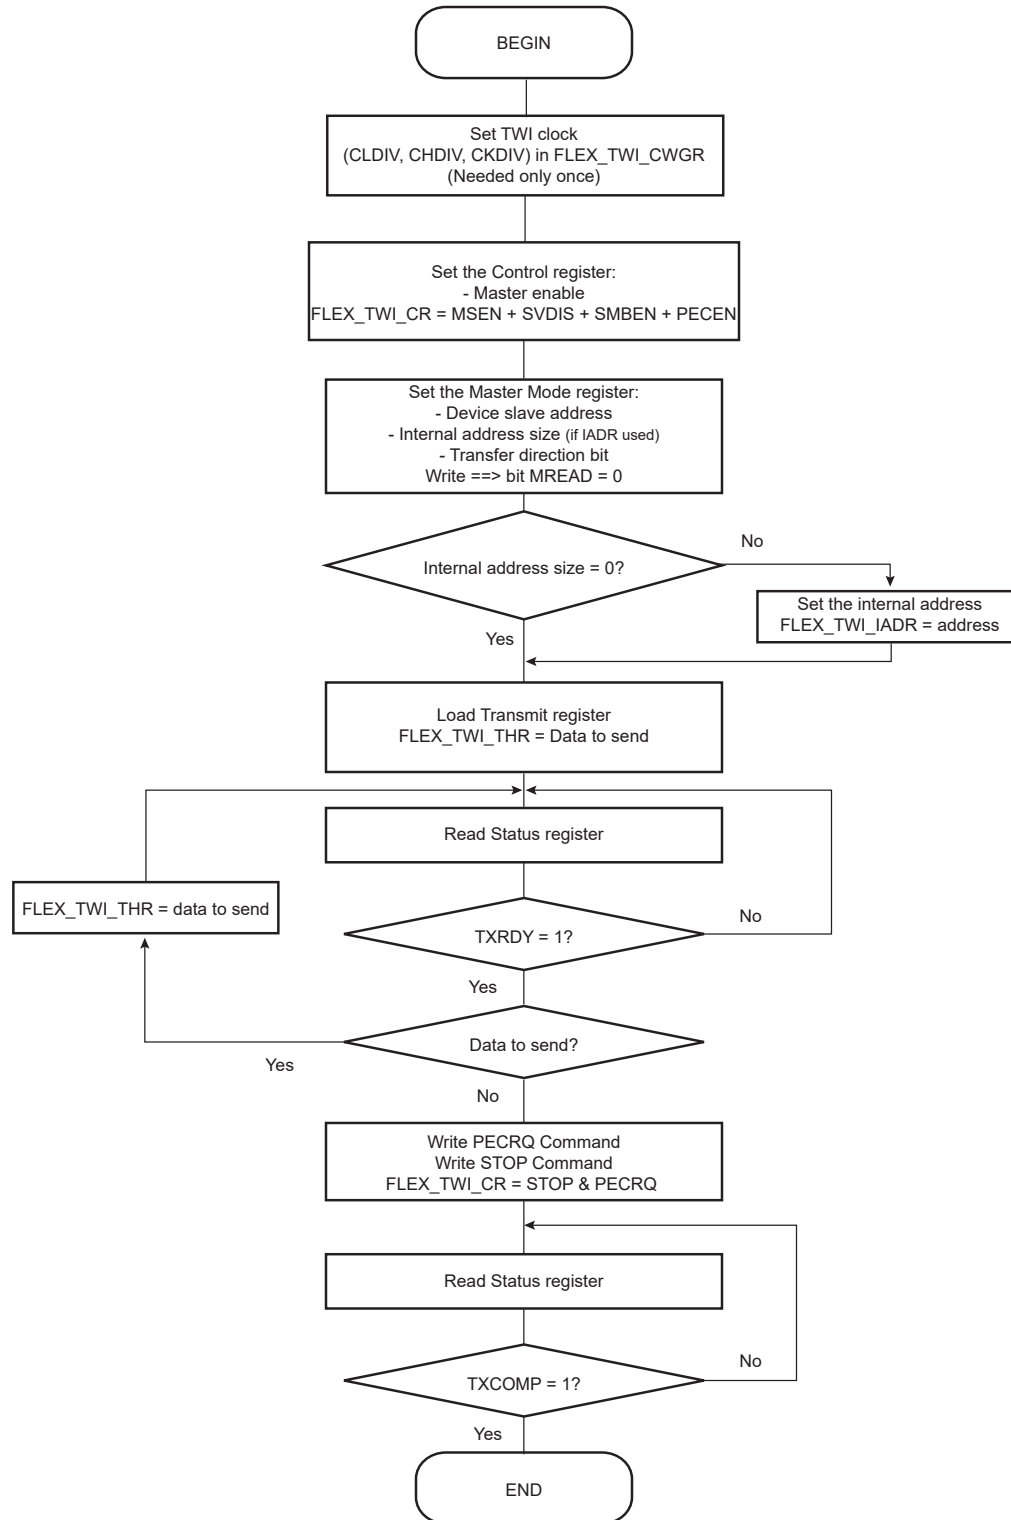 BEGIN
Set TWI clock
(CLDIV, CHDIV, CKDIV) in FLEX_TWI_CWGR
(Needed only once)
Set the Control register:
- Master enable
FLEX_TWI_CR = MSEN + SVDIS + SMBEN + PECEN
Set the Master Mode register:
- Device slave address
- Internal address size (if IADR used)
- Transfer direction bit
Write ==> bit MREAD = 0
Internal address size = 0?
No
Set the internal address
FLEX_TWI_IADR = address
Yes
Load Transmit register
FLEX_TWI_THR = Data to send
Read Status register
FLEX_TWI_THR = data to send
TXRDY = 1?
No
Yes
Data to send?
Yes
No
Write PECRQ Command
Write STOP Command
FLEX_TWI_CR = STOP & PECRQ
Read Status register
TXCOMP = 1?
No
Yes
END